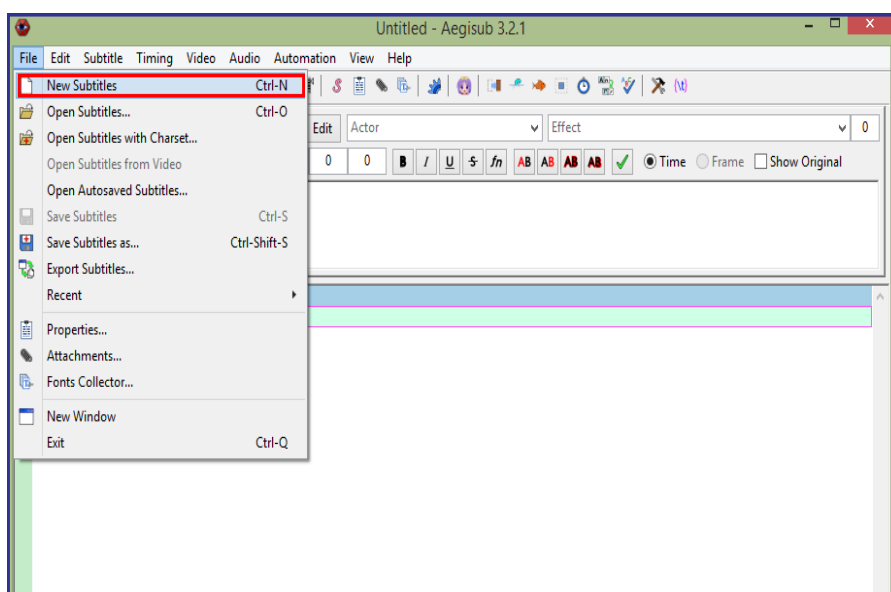 Untitled - Aegisub 3.2.1
File Edit Subtitle Timing Video Audio Automation View Help
New Subtitles Ctrl-N
Open Subtitles... Ctrl-O
Open Subtitles with Charset...
Open Subtitles from Video
Open Autosaved Subtitles...
Save Subtitles Ctrl-S
Save Subtitles as... Ctrl-Shift-S
Export Subtitles...
Recent
Properties...
Attachments...
Fonts Collector...
New Window
Exit Ctrl-Q
Edit Actor Effect 0
0 0 B I U S fn AB AB AB AB Time Frame Show Original